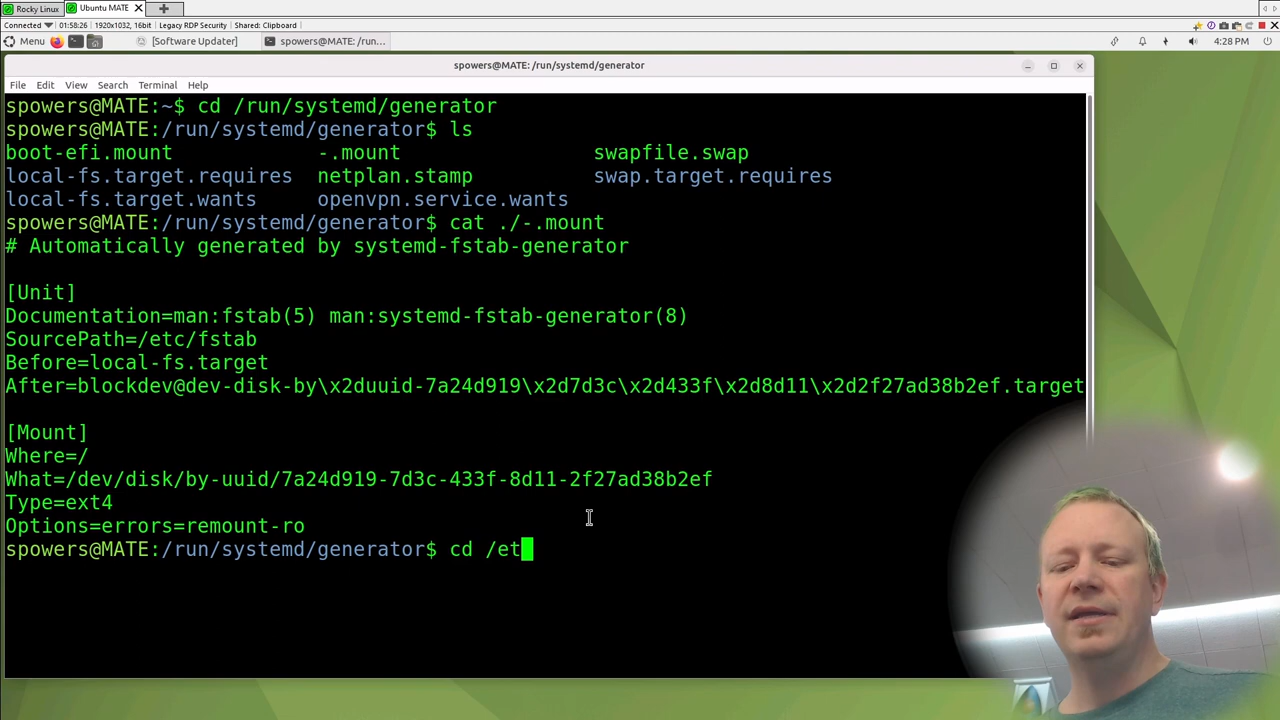 Rocky Linux
Ubuntu MATE
Connected 01:58:26 1920x1032, 16bit Legacy RDP Security Shared: Clipboard
Menu [Software Updater] spowers@MATE: /run... 4:28 PM
spowers@MATE: /run/systemd/generator
File Edit View Search Terminal Help
spowers@MATE:~$ cd /run/systemd/generator
spowers@MATE:/run/systemd/generator$ ls
boot-efi.mount -.mount swapfile.swap
local-fs.target.requires netplan.stamp swap.target.requires
local-fs.target.wants openvpn.service.wants
spowers@MATE:/run/systemd/generator$ cat ./-.mount
# Automatically generated by systemd-fstab-generator
[Unit]
Documentation=man:fstab(5) man:systemd-fstab-generator(8)
SourcePath=/etc/fstab
Before=local-fs.target
After=blockdev@dev-disk-by\x2duuid-7a24d919\x2d7d3c\x2d433f\x2d8d11\x2d2f27ad38b2ef.target
[Mount]
Where=/
What=/dev/disk/by-uuid/7a24d919-7d3c-433f-8d11-2f27ad38b2ef
Type=ext4
Options=errors=remount-ro
spowers@MATE:/run/systemd/generator$ cd /et